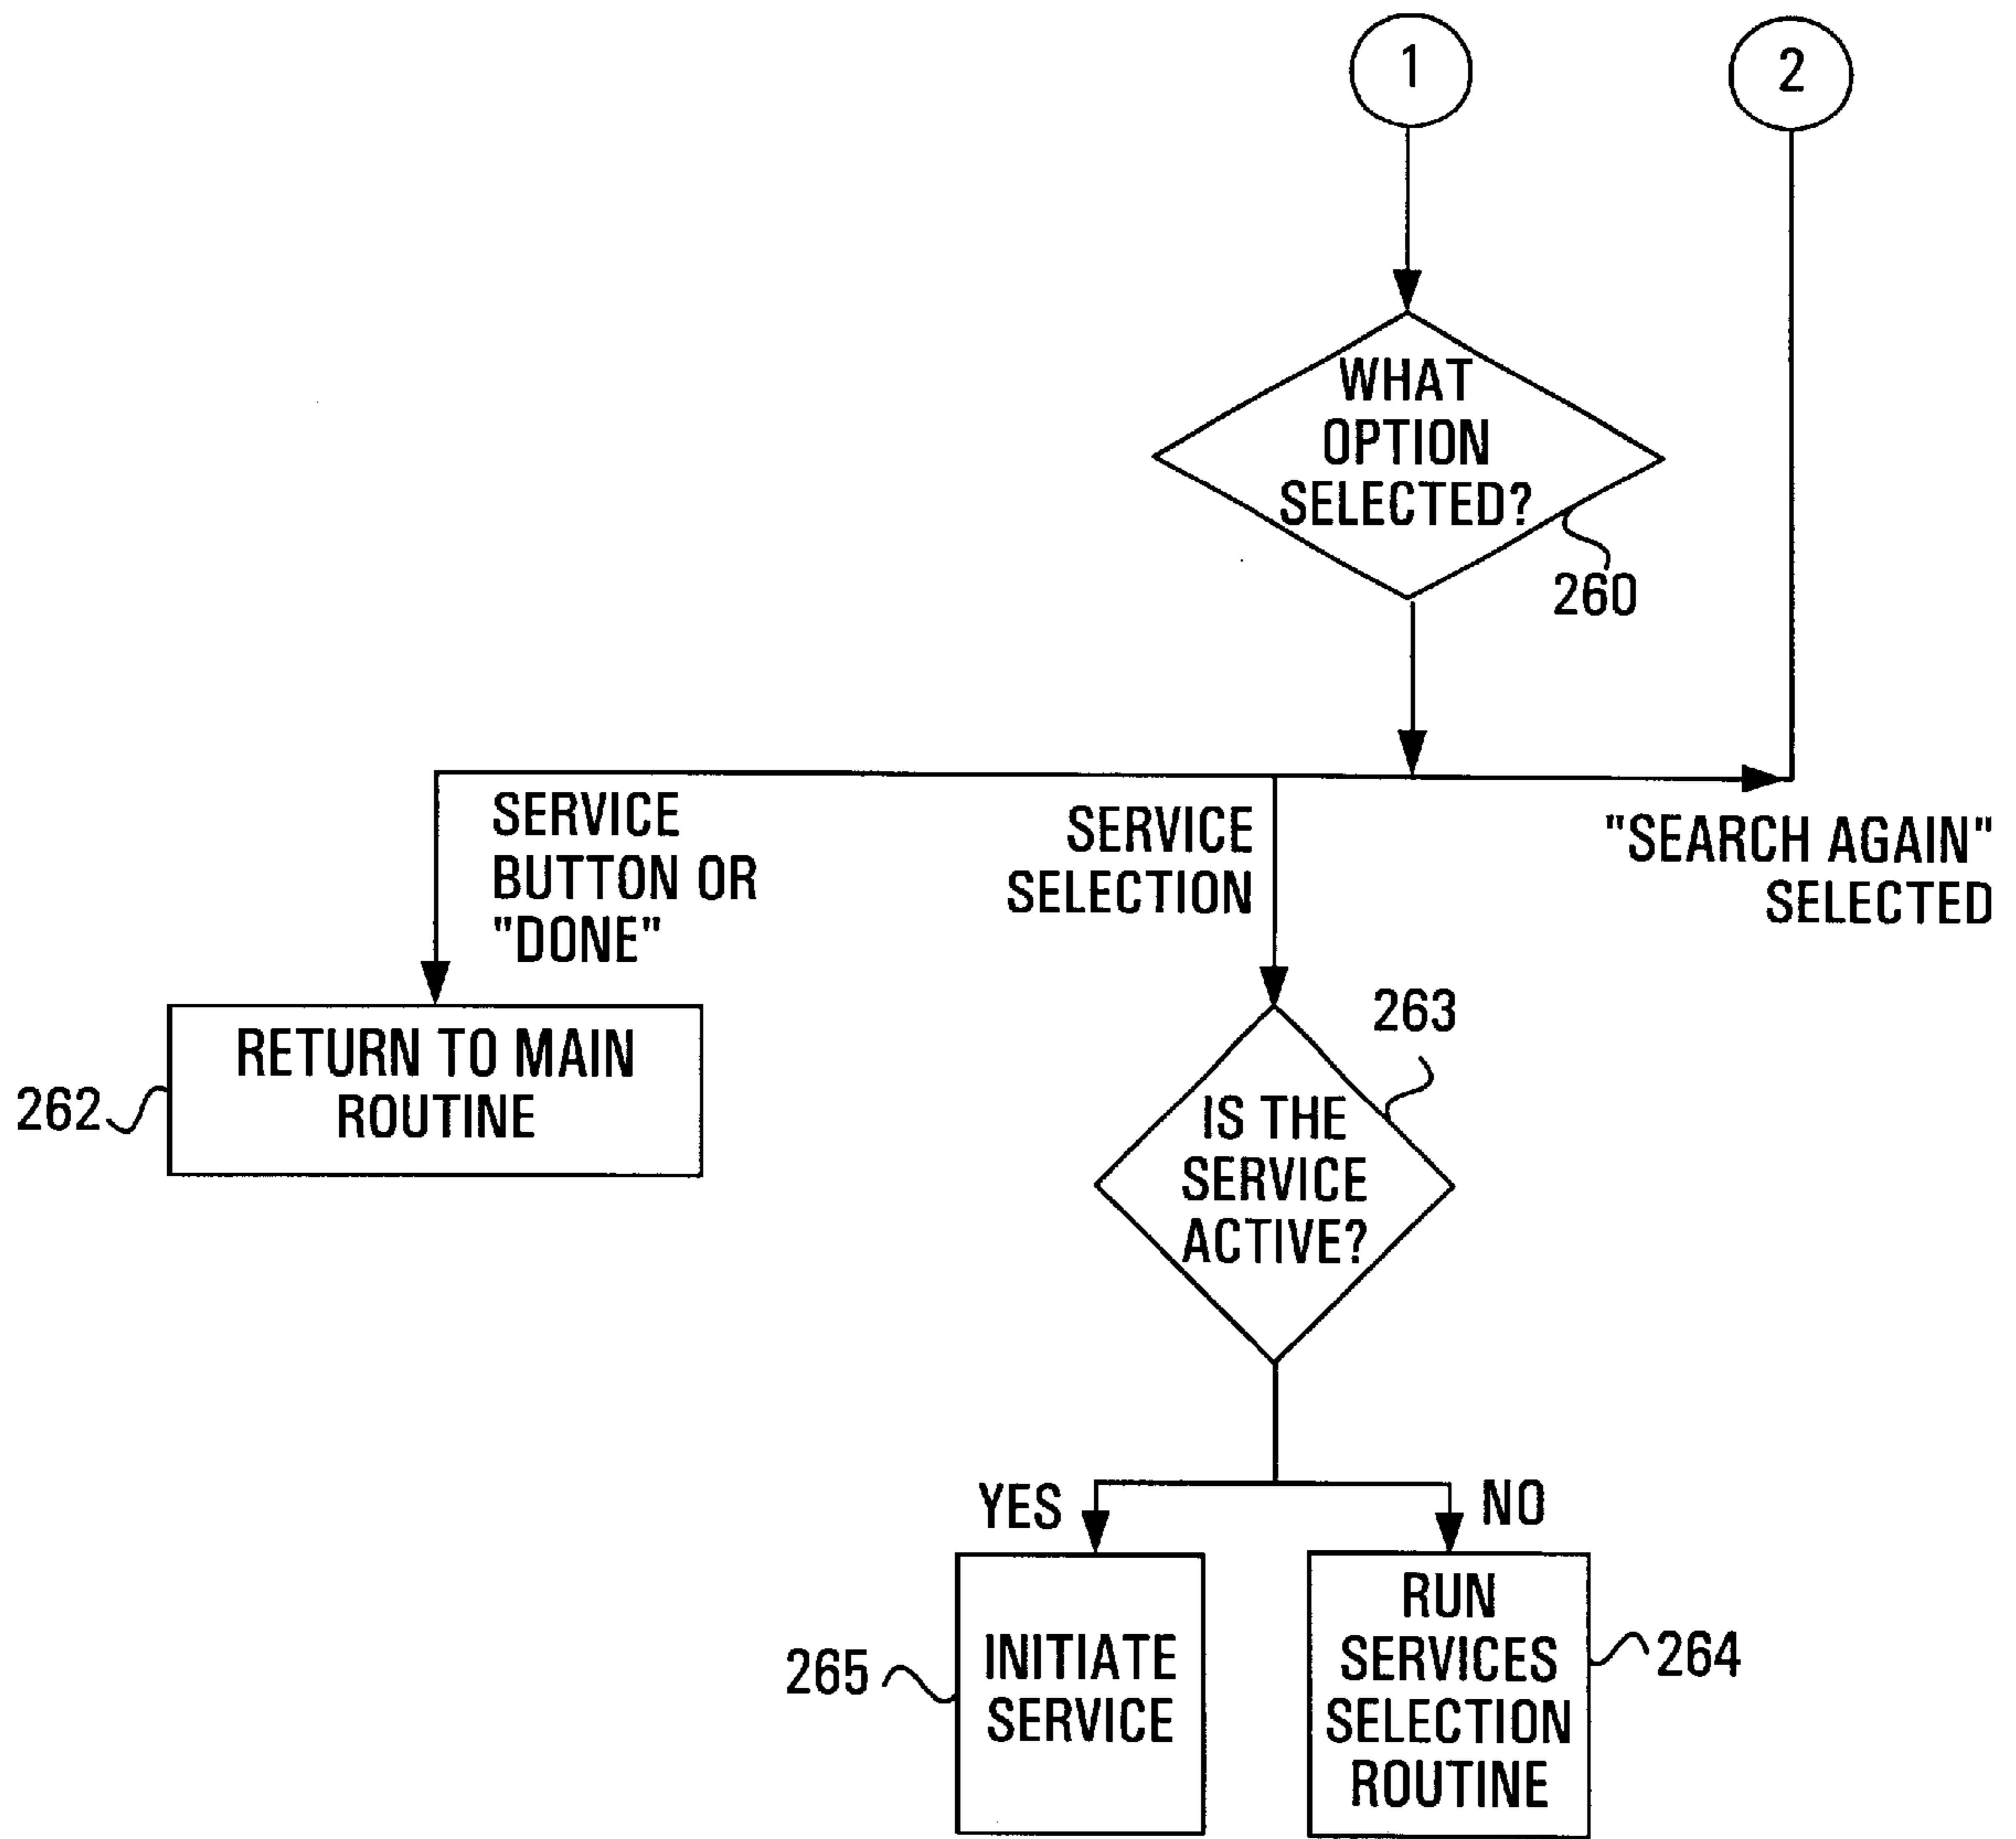 1
2
WHAT
OPTION
SELECTED?
260
SERVICE
BUTTON OR
"DONE"
SERVICE
SELECTION
"SEARCH AGAIN"
SELECTED
RETURN TO MAIN
ROUTINE
262
263
IS THE
SERVICE
ACTIVE?
YES
NO
INITIATE
SERVICE
265
RUN
SERVICES
SELECTION
ROUTINE
264